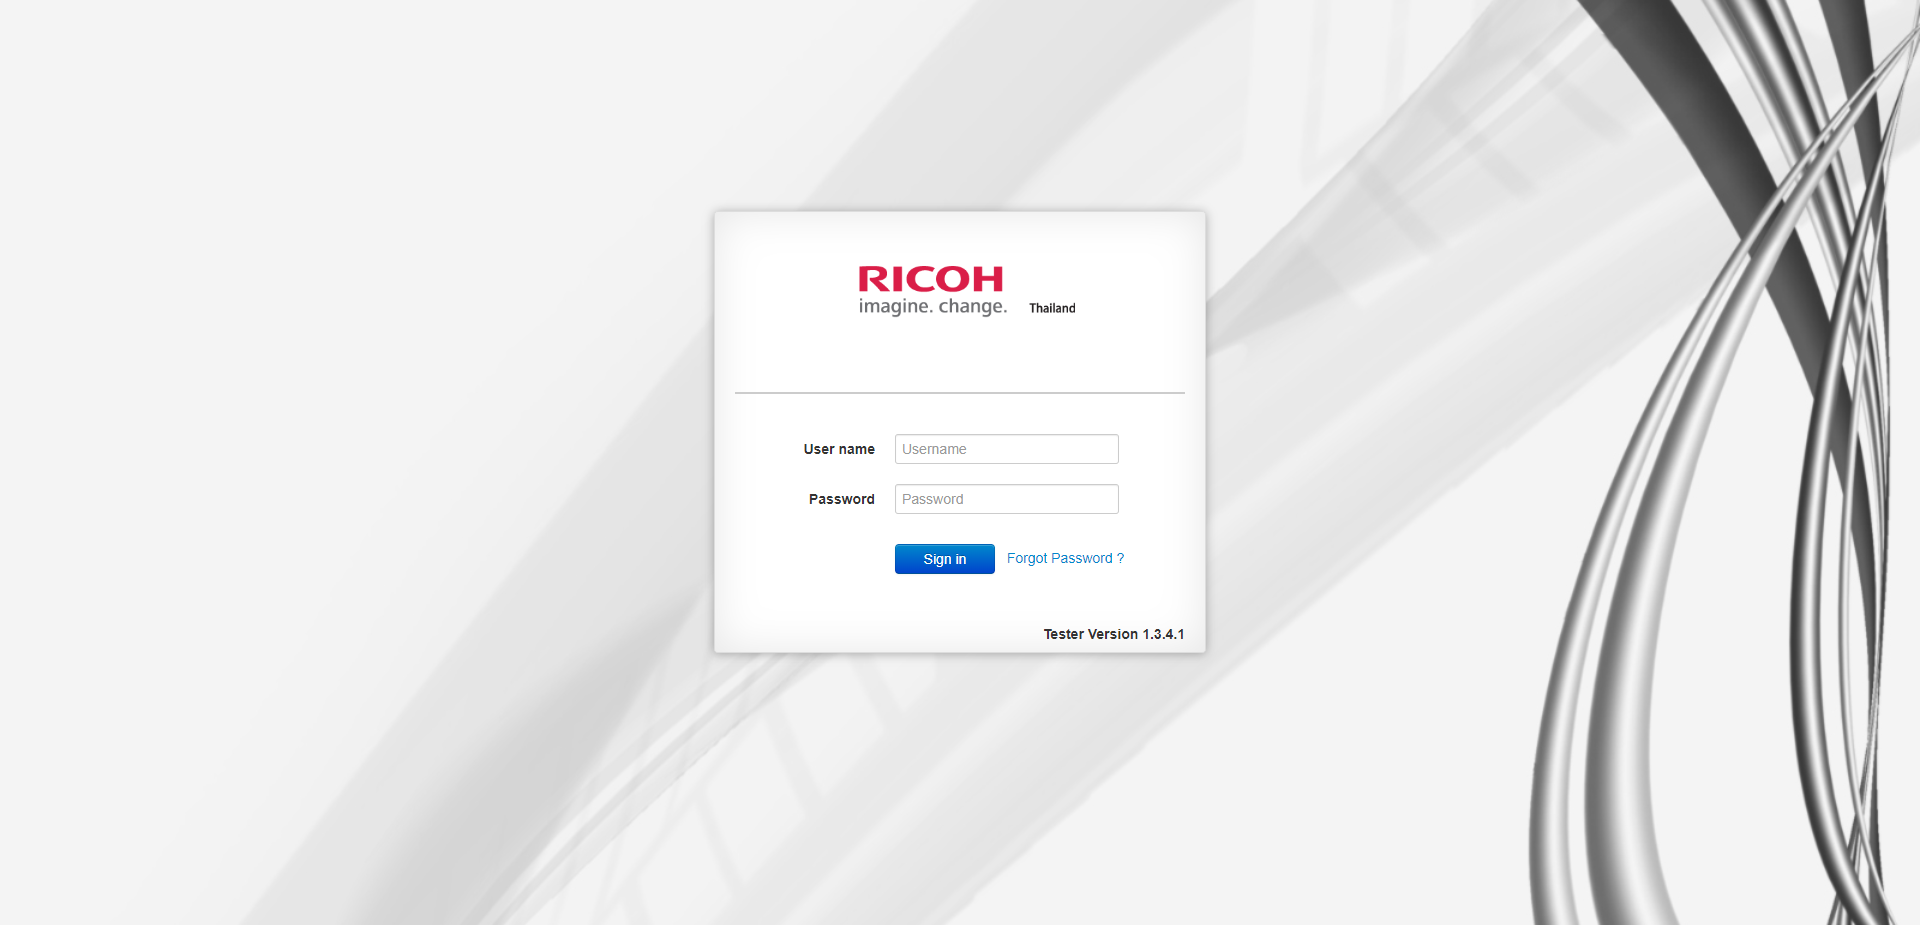 RICOH
imagine. change. Thailand
User name Username
Password Password
Sign in Forgot Password ?
Tester Version 1.3.4.1